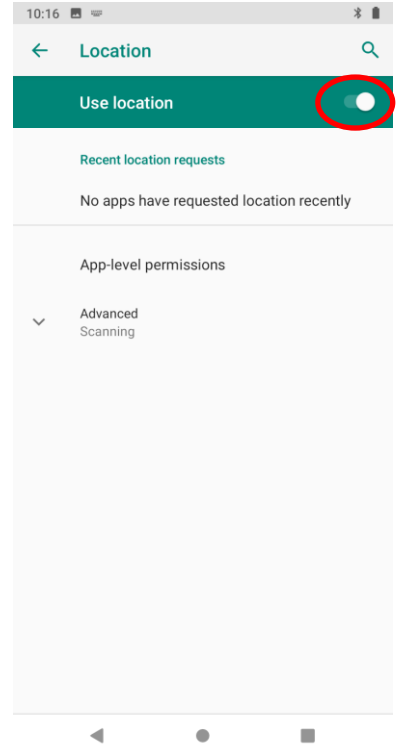 10:16
Location
Use location
Recent location requests
No apps have requested location recently
App-level permissions
Advanced
Scanning